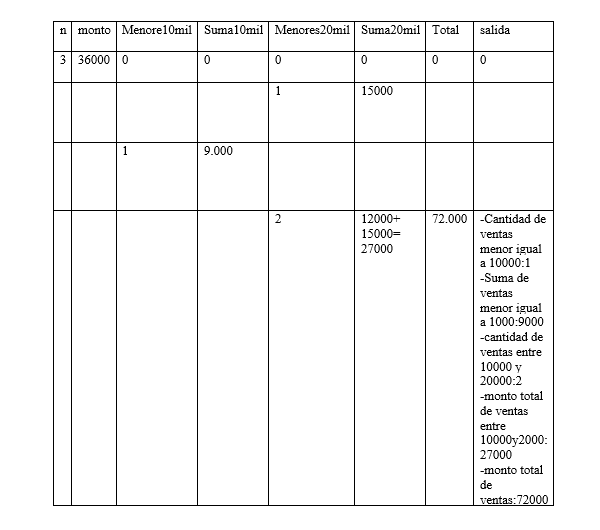 n monto Menore10mil Suma10mil Menores20mil Suma20mil Total salida
3 36000 0 0 0 0 0 0
1 15000
1 9.000
2 12000+ 72.000 -Cantidad de
15000= ventas
27000 menor igual
a 10000:1
-Suma de
ventas
menor igual
a 1000:9000
-cantidad de
ventas entre
10000 y
20000:2
-monto total
de ventas
entre
10000y2000:
27000
-monto total
de
ventas:72000